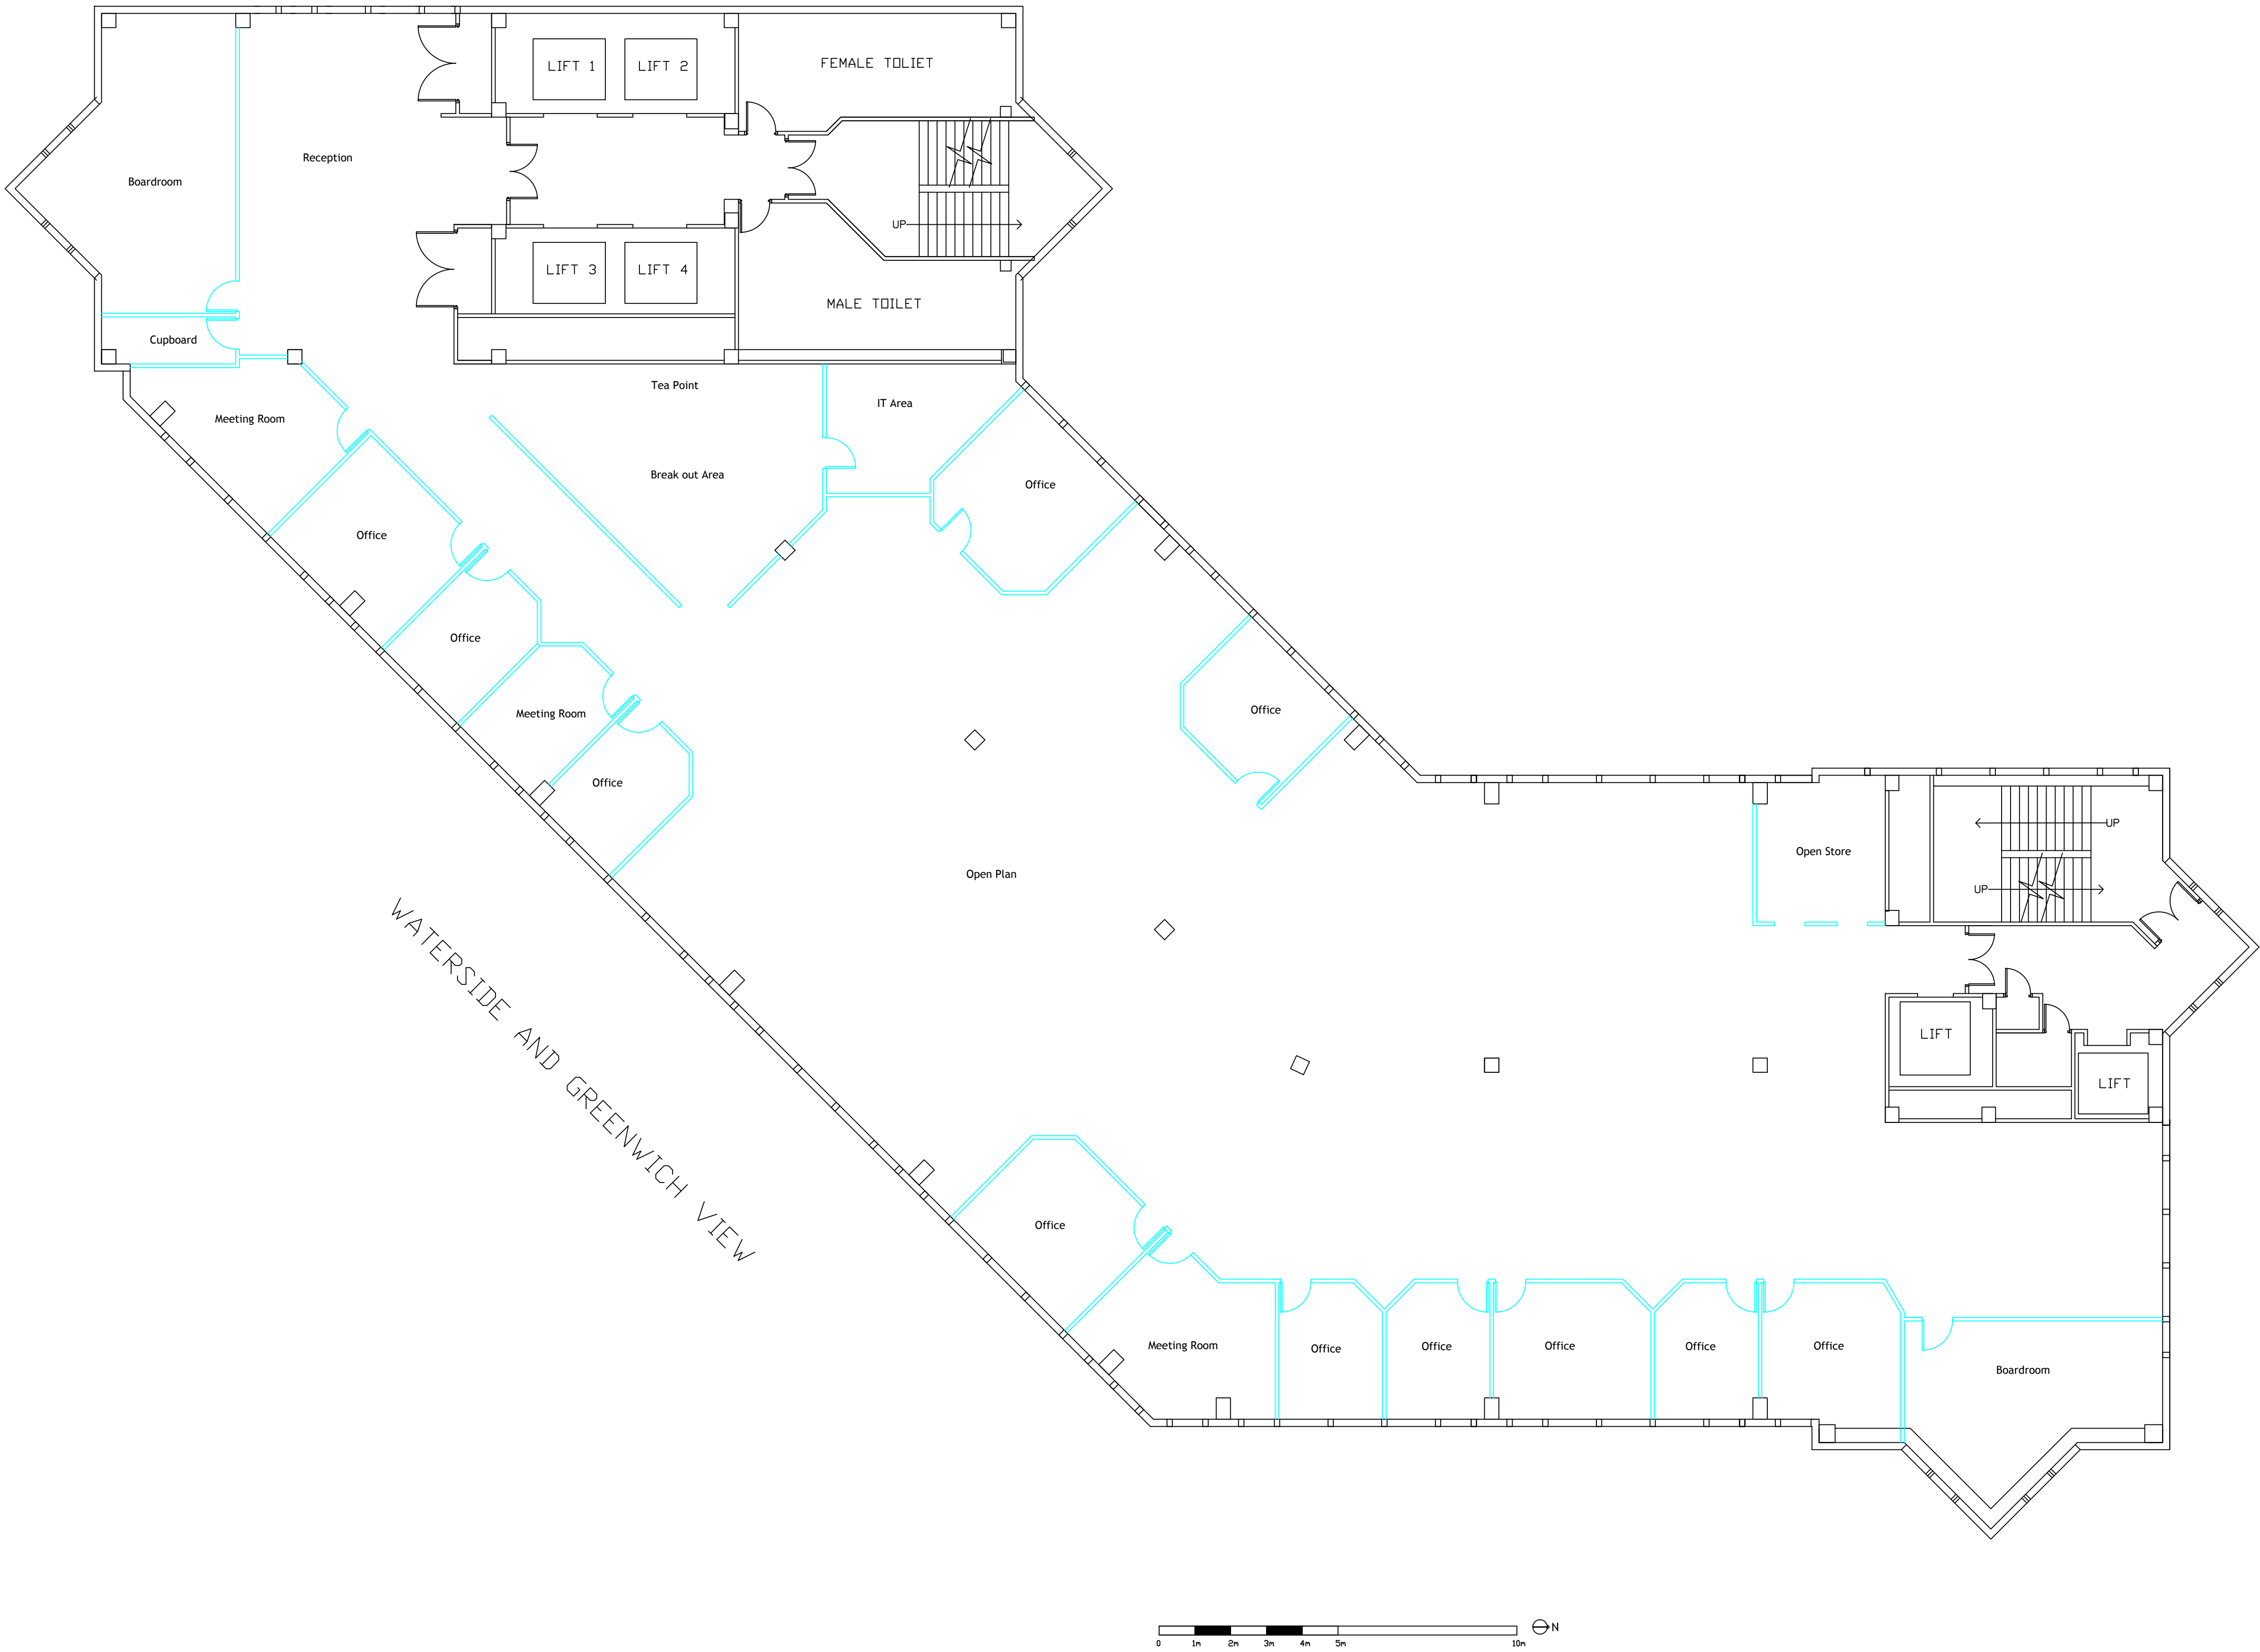 LIFT 1
LIFT 2
FEMALE TOLIET
Reception
Boardroom
UP
LIFT 3
LIFT 4
MALE TOILET
Cupboard
Tea Point
IT Area
Meeting Room
Break out Area
Office
Office
Office
Office
Meeting Room
Office
UP
Open Store
Open Plan
UP
WATERSIDE AND GREENWICH VIEW
LIFT
LIFT
Office
Meeting Room
Office
Office
Office
Office
Office
Boardroom
N
0 1m 2m 3m 4m 5m 10m